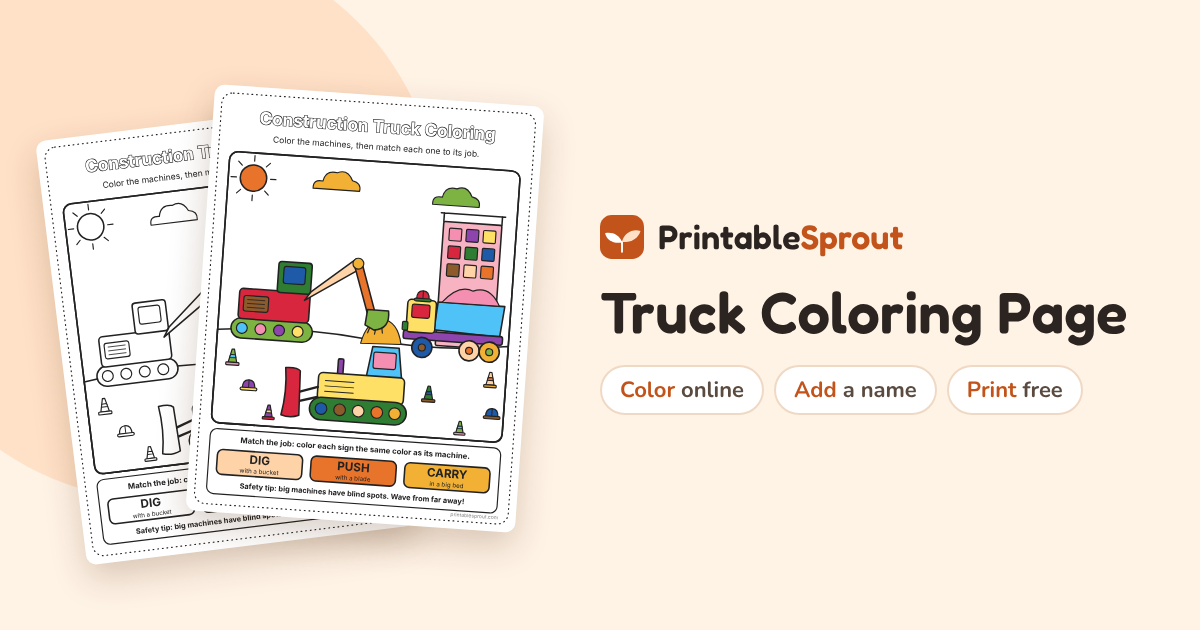 Construction Truck Coloring
Color the machines, then match each one to its job.
Match the job: color each sign the same color as its machine.
DIG
with a bucket
PUSH
with a blade
CARRY
in a big bed
Safety tip: big machines have blind spots. Wave from far away!
printablesprout.com
Construction
Color the machines, then
Match the job:
DIG
with a bucket
Safety tip: big machines have blind
PrintableSprout
Truck Coloring Page
Color online
Add a name
Print free